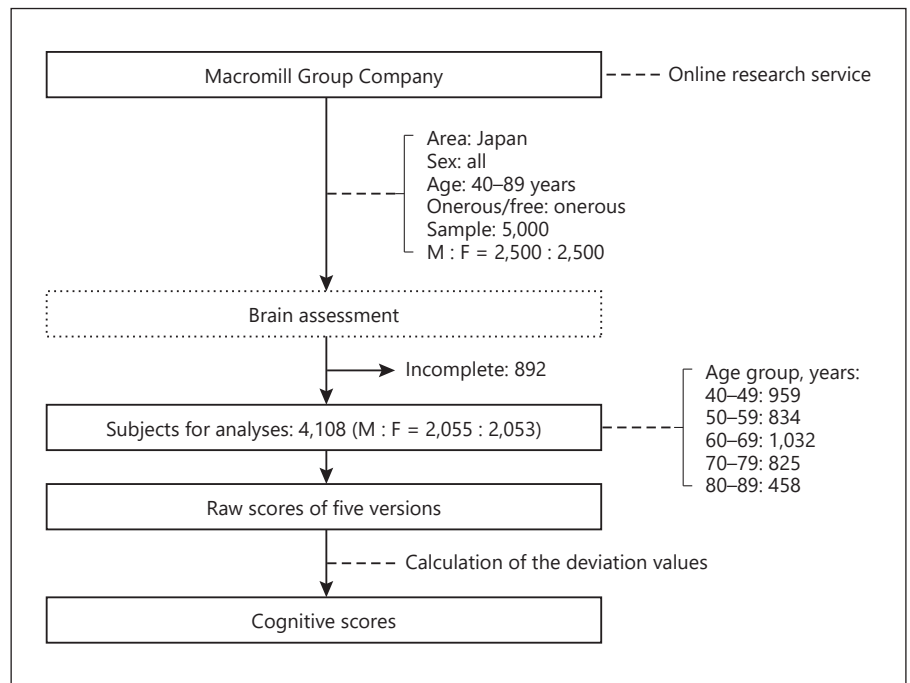 Macromill Group Company
Online research service
Area: Japan
Sex: all
Age: 40–89 years
Onerous/free: onerous
Sample: 5,000
M : F = 2,500 : 2,500
Brain assessment
Incomplete: 892
Subjects for analyses: 4,108 (M : F = 2,055 : 2,053)
Age group, years:
40–49: 959
50–59: 834
60–69: 1,032
70–79: 825
80–89: 458
Raw scores of five versions
Calculation of the deviation values
Cognitive scores